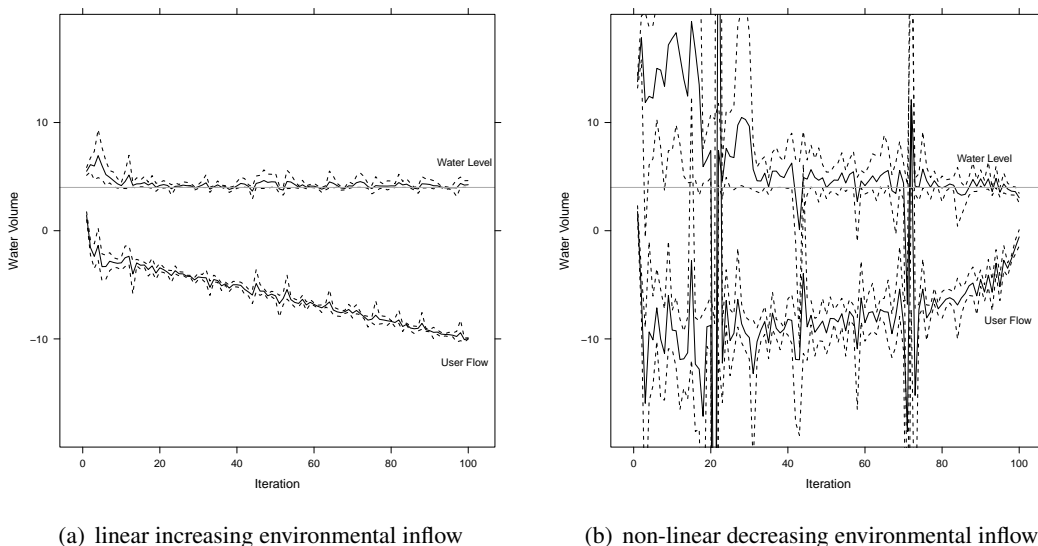 10
0
−10
Water Volume
Water Level
User Flow
0
20
40
60
80
100
Iteration
(a) linear increasing environmental inflow
10
0
−10
Water Volume
Water Level
User Flow
0
20
40
60
80
100
Iteration
(b) non-linear decreasing environmental inflow